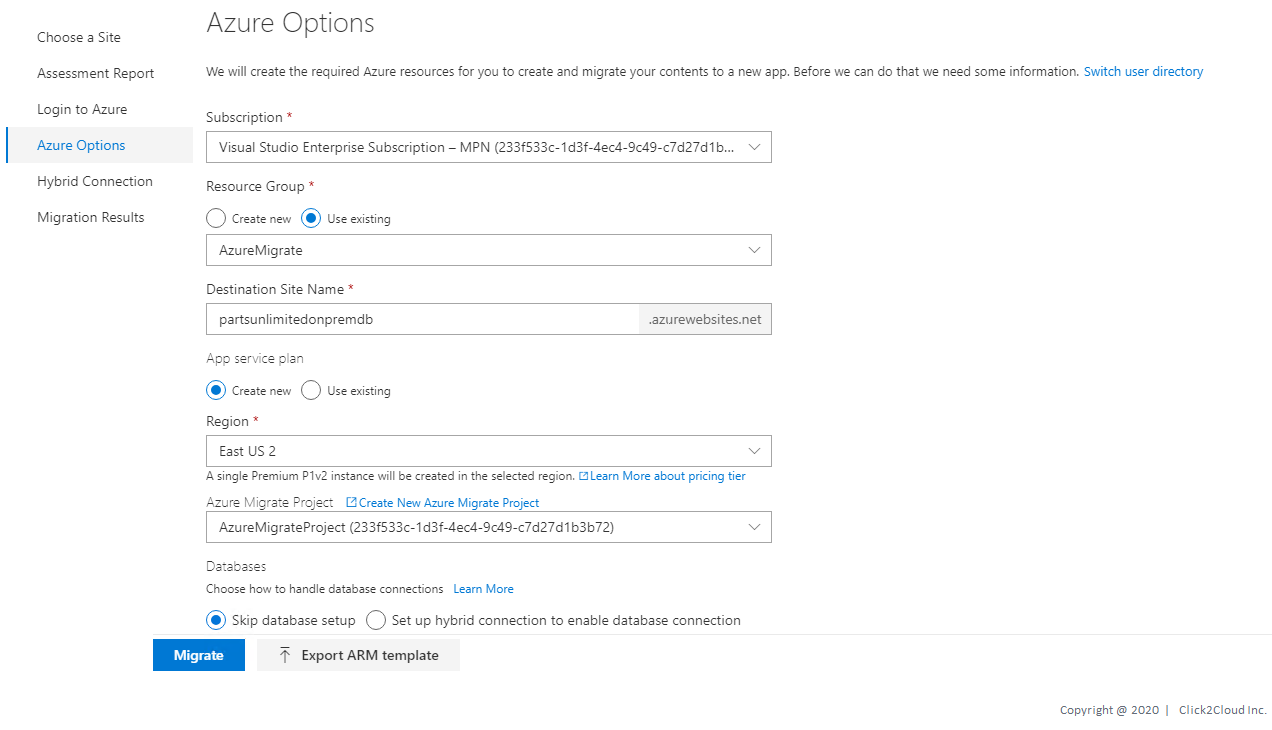 Azure Options
Choose a Site
Assessment Report
Login to Azure
Azure Options
Hybrid Connection
Migration Results
We will create the required Azure resources for you to create and migrate your contents to a new app. Before we can do that we need some information. Switch user directory
Subscription *
Visual Studio Enterprise Subscription – MPN (233f533c-1d3f-4ec4-9c49-c7d27d1b...
Resource Group *
Create new Use existing
AzureMigrate
Destination Site Name *
partsunlimitedonpremdb .azurewebsites.net
App service plan
Create new Use existing
Region *
East US 2
A single Premium P1v2 instance will be created in the selected region. Learn More about pricing tier
Azure Migrate Project Create New Azure Migrate Project
AzureMigrateProject (233f533c-1d3f-4ec4-9c49-c7d27d1b3b72)
Databases
Choose how to handle database connections Learn More
Skip database setup Set up hybrid connection to enable database connection
Migrate Export ARM template
Copyright @ 2020 | Click2Cloud Inc.